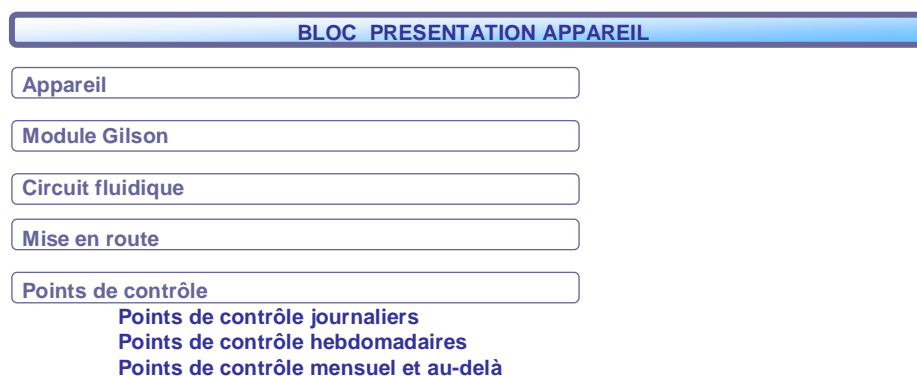 BLOC PRESENTATION APPAREIL
Appareil
Module Gilson
Circuit fluidique
Mise en route
Points de contrôle
Points de contrôle journaliers
Points de contrôle hebdomadaires
Points de contrôle mensuel et au-delà